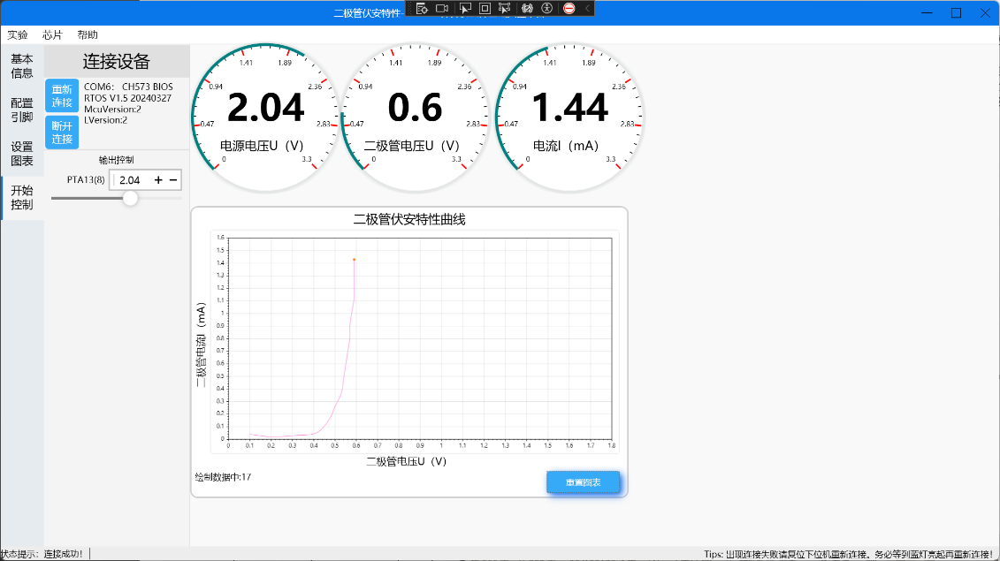 二极管伏安特性
实验 芯片 帮助
基本
信息
配置
引脚
设置
图表
开始
控制
连接设备
重新
连接
断开
连接
COM6: CH573 BIOS
RTOS V1.5 20240327
McuVersion:2
LVersion:2
输出控制
PTA13(8) 2.04 + −
0 0.47 0.94 1.41 1.89 2.36 2.83 3.3
2.04
电源电压U（V）
0 0.47 0.94 1.41 1.89 2.36 2.83 3.3
0.6
二极管电压U（V）
0 0.47 0.94 1.41 1.89 2.36 2.83 3.3
1.44
电流I（mA）
二极管伏安特性曲线
二极管电流I（mA）
1.6
1.5
1.4
1.3
1.2
1.1
1
0.9
0.8
0.7
0.6
0.5
0.4
0.3
0.2
0.1
0
0 0.1 0.2 0.3 0.4 0.5 0.6 0.7 0.8 0.9 1 1.1 1.2 1.3 1.4 1.5 1.6 1.7 1.8
二极管电压U（V）
绘制数据中:17
重置图表
状态提示: 连接成功!
Tips: 出现连接失败请复位下位机重新连接。务必等到蓝灯亮起再重新连接!